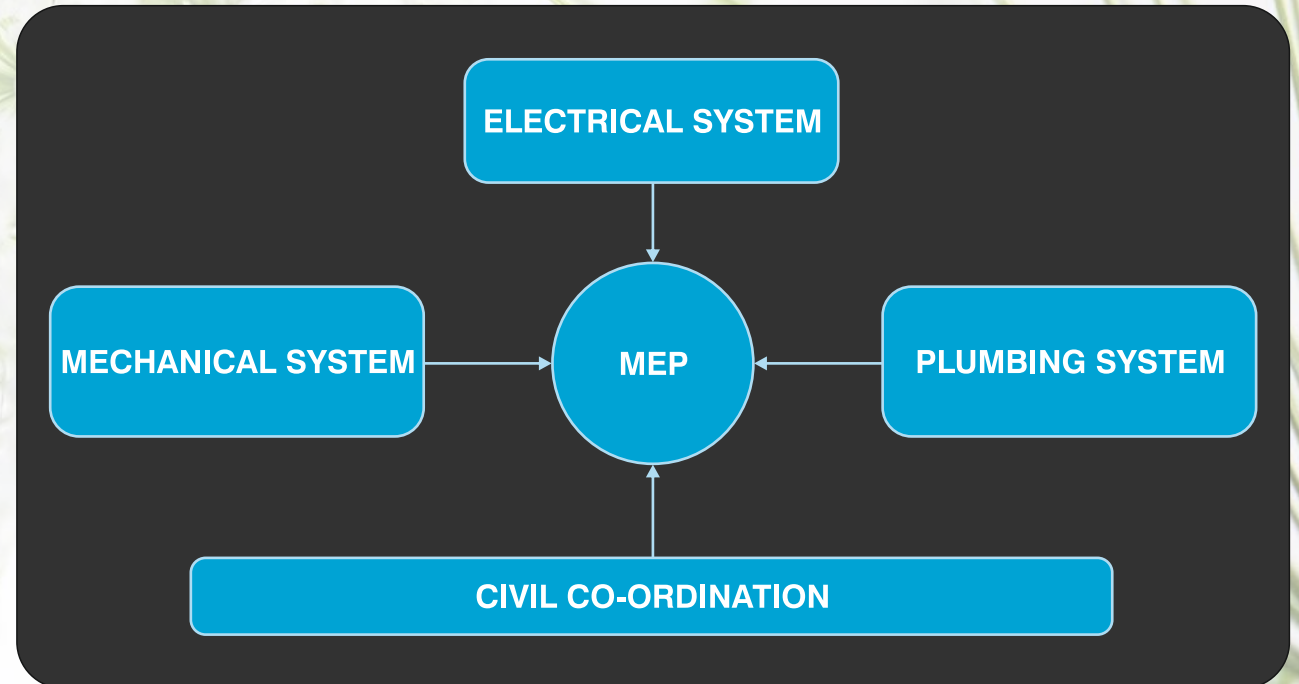 ELECTRICAL SYSTEM
MECHANICAL SYSTEM
MEP
PLUMBING SYSTEM
CIVIL CO-ORDINATION